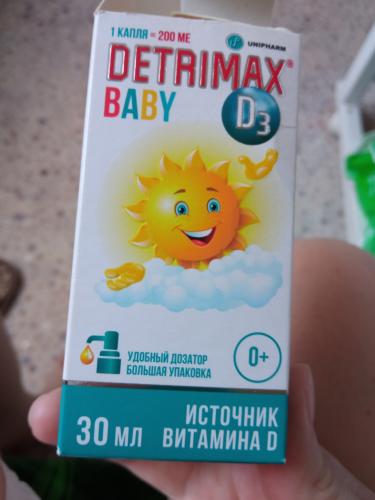 1 КАПЛЯ = 200 МЕ
UNIPHARM
DETRIMAX®
BABY
D3
УДОБНЫЙ ДОЗАТОР
БОЛЬШАЯ УПАКОВКА
0+
30 МЛ
ИСТОЧНИК
ВИТАМИНА D